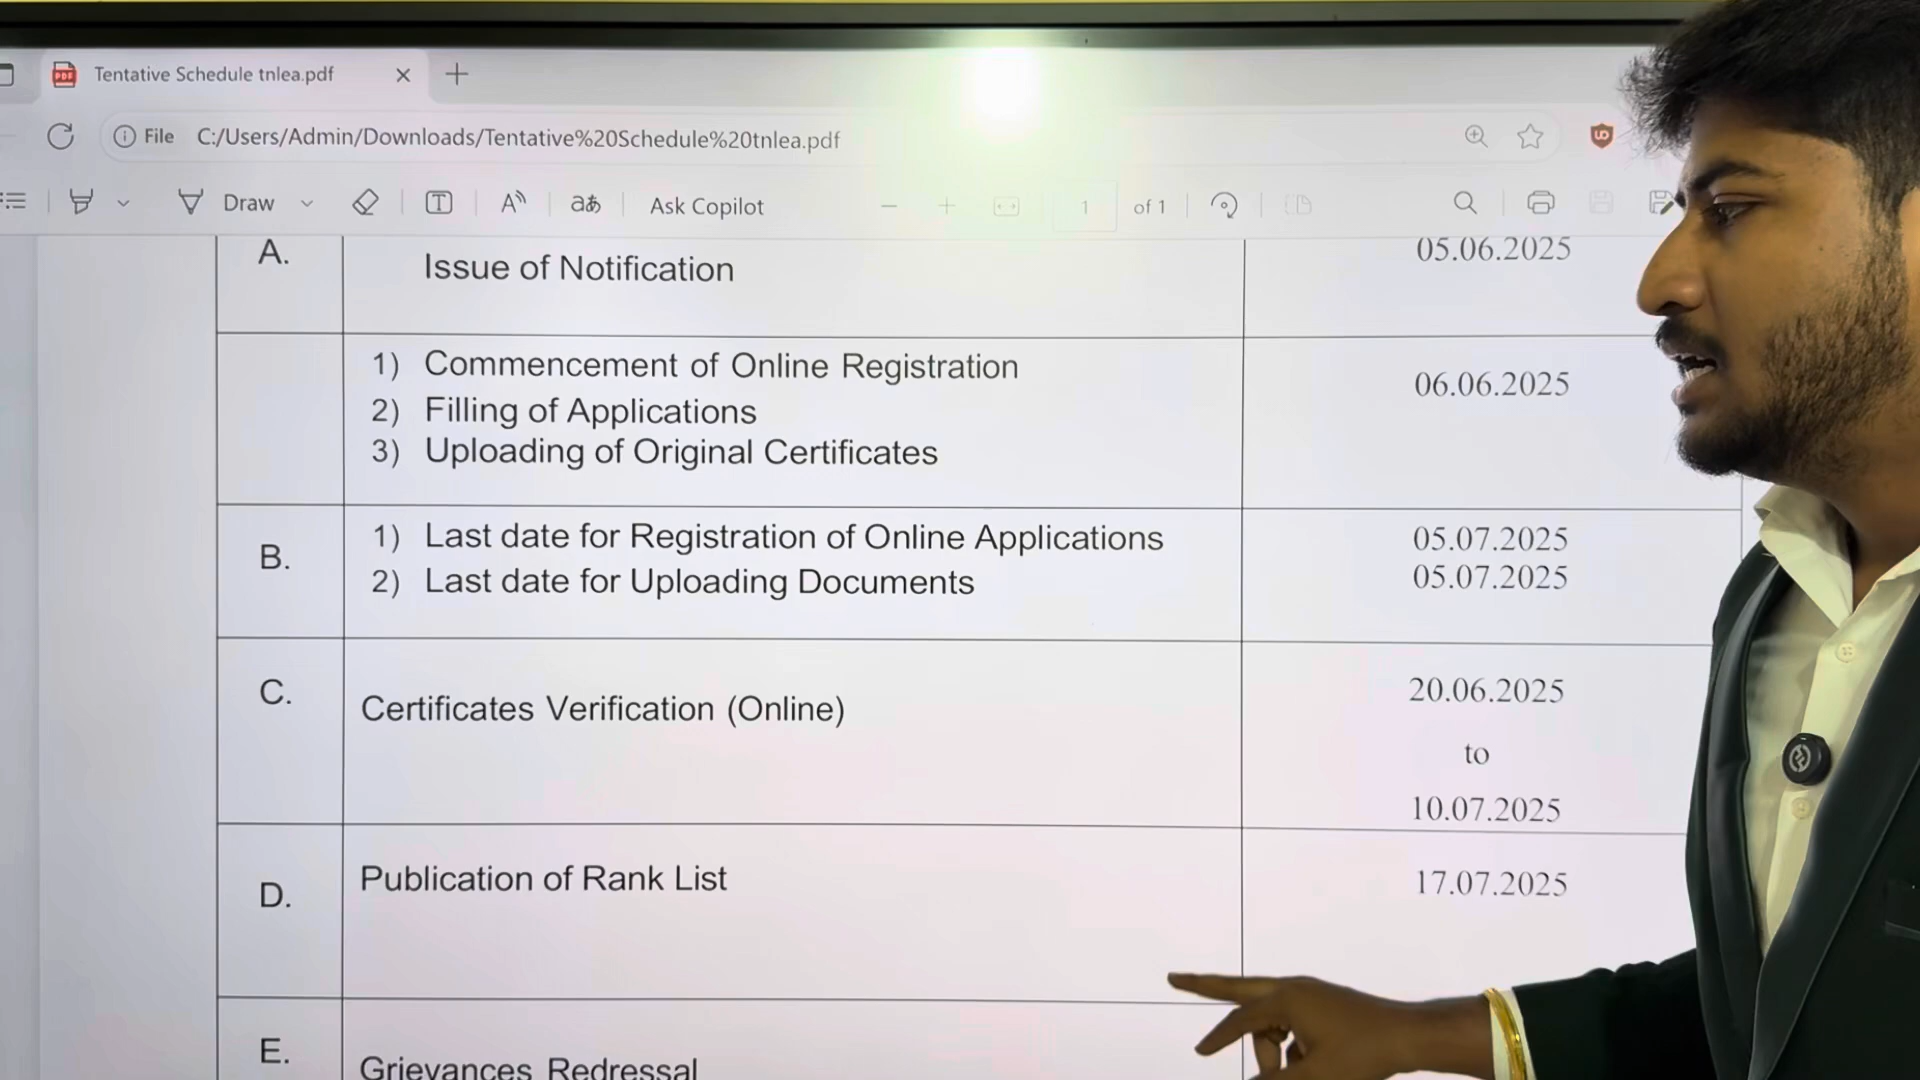 Tentative Schedule tnlea.pdf
File C:/Users/Admin/Downloads/Tentative%20Schedule%20tnlea.pdf
Draw T A aあ Ask Copilot 1 of 1
A. Issue of Notification 05.06.2025
1) Commencement of Online Registration 06.06.2025
2) Filling of Applications
3) Uploading of Original Certificates
B. 1) Last date for Registration of Online Applications 05.07.2025
2) Last date for Uploading Documents 05.07.2025
C. Certificates Verification (Online) 20.06.2025
to
10.07.2025
D. Publication of Rank List 17.07.2025
E. Grievances Redressal